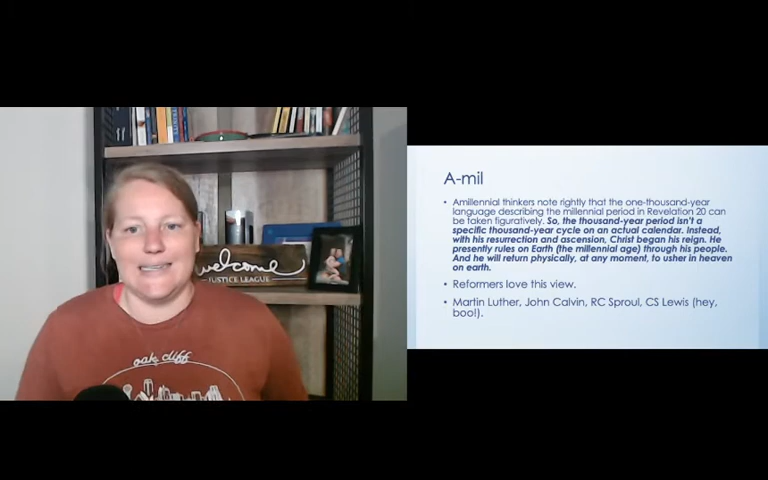 welcome
JUSTICE LEAGUE
oak cliff
A-mil
• Amillennial thinkers note rightly that the one-thousand-year
language describing the millennial period in Revelation 20 can
be taken figuratively. So, the thousand-year period isn't a
specific thousand-year cycle on an actual calendar. Instead,
with his resurrection and ascension, Christ began his reign. He
presently rules on Earth (the millennial age) through his people.
And he will return physically, at any moment, to usher in heaven
on earth.
• Reformers love this view.
• Martin Luther, John Calvin, RC Sproul, CS Lewis (hey,
boo!).